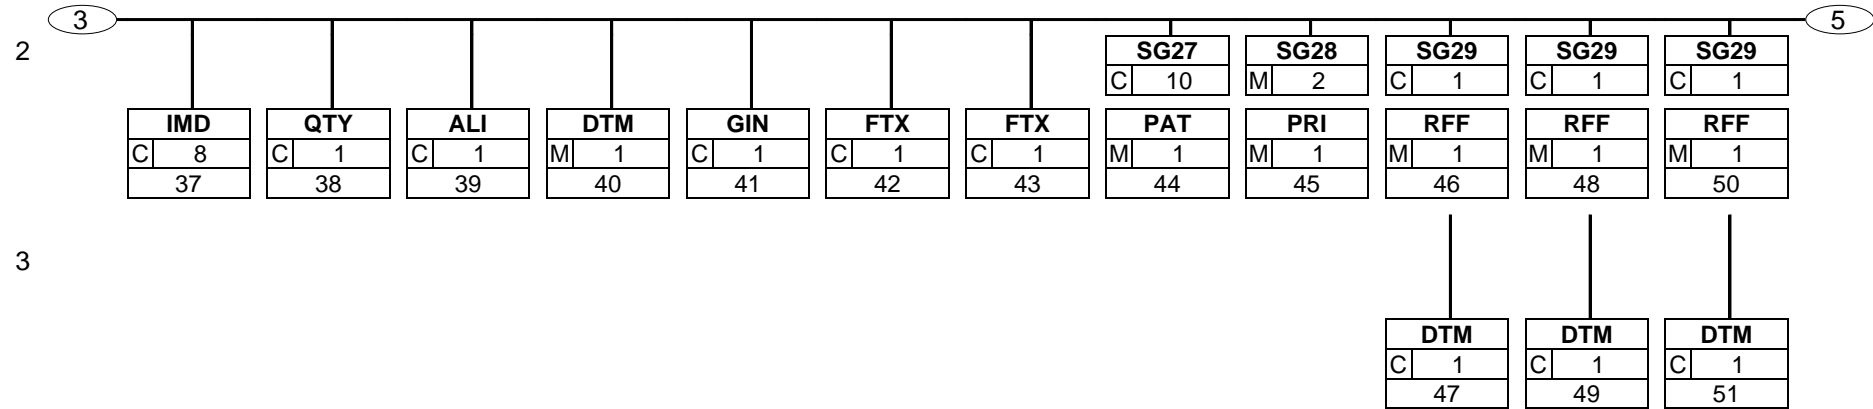 3 5
2 SG27 SG28 SG29 SG29 SG29
C 10 M 2 C 1 C 1 C 1
IMD QTY ALI DTM GIN FTX FTX PAT PRI RFF RFF RFF
C 8 C 1 C 1 M 1 C 1 C 1 C 1 M 1 M 1 M 1 M 1 M 1
37 38 39 40 41 42 43 44 45 46 48 50
3
DTM DTM DTM
C 1 C 1 C 1
47 49 51